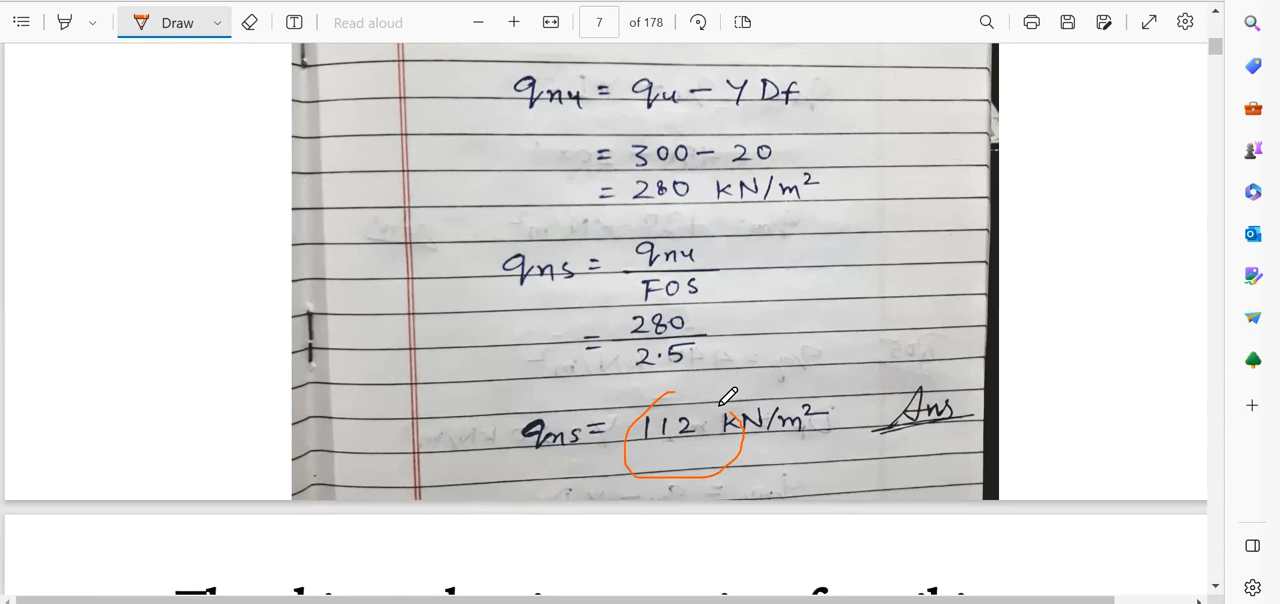 Draw
Read aloud
7 of 178
qnu = qu - γ Df
= 300 - 20
= 280 KN/m²
qns = qnu
FOS
= 280
2.5
qns = 112 KN/m² Ans